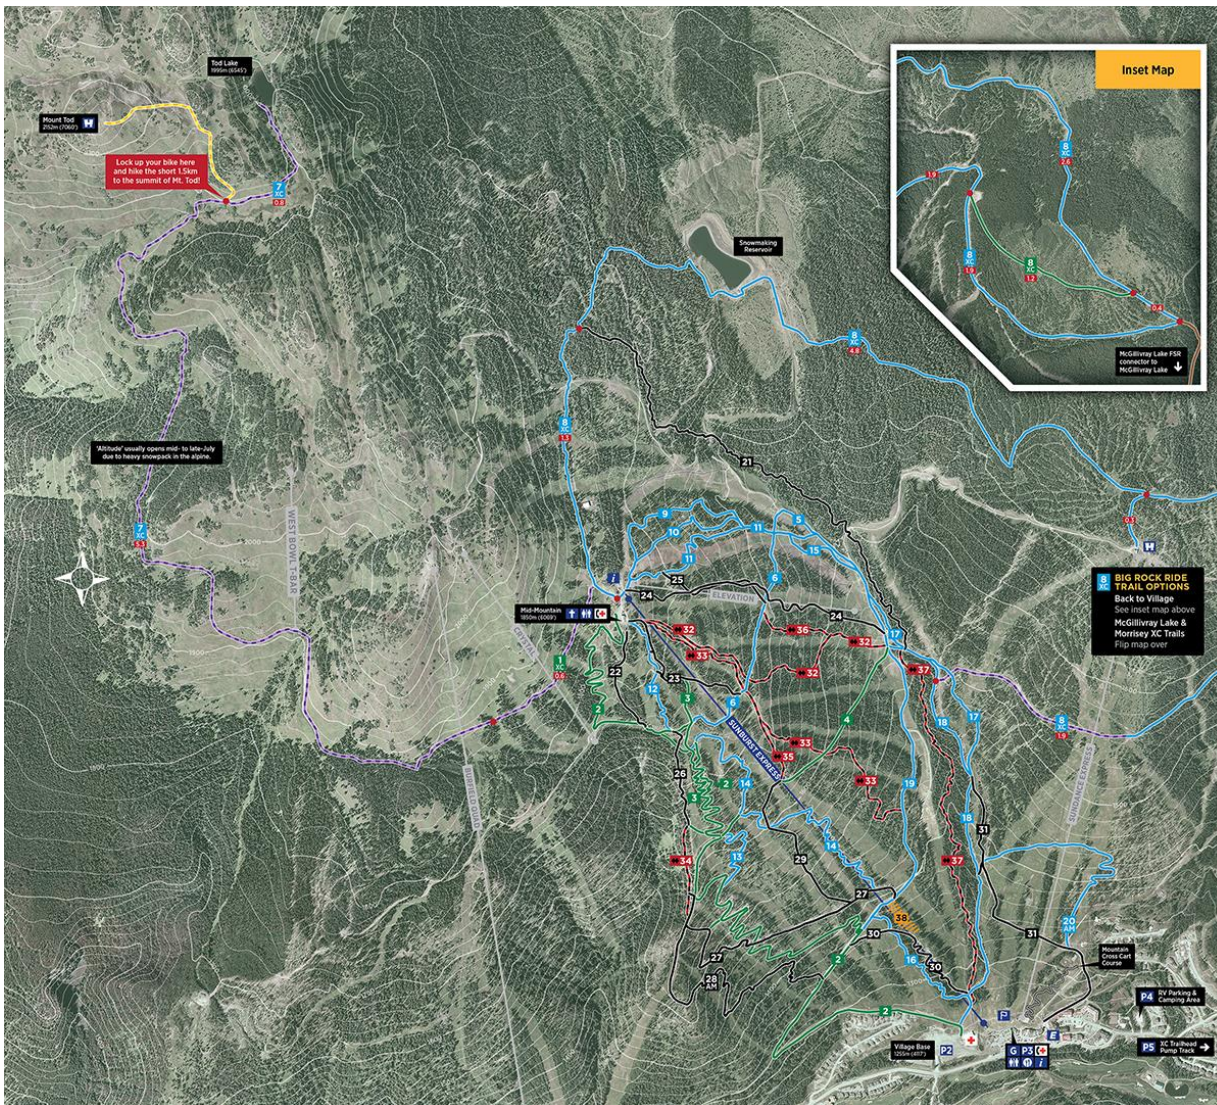 Inset Map
8
XC
2.6
1.9
8
XC
1.9
8
XC
1.2
0.4
McGillivray Lake FSR
connector to
McGillivray Lake
Tod Lake
1995m (6545')
Mount Tod
2152m (7060')
H
Lock up your bike here
and hike the short 1.5km
to the summit of Mt. Tod!
7
XC
0.8
Snowmaking
Reservoir
8
XC
4.8
8
XC
1.3
'Altitude' usually opens mid- to late-July
due to heavy snowpack in the alpine.
21
7
XC
5.3
2000
WEST BOWL T-BAR
9
10
11
11
5
15
6
0.3
H
8
XC
BIG ROCK RIDE
TRAIL OPTIONS
Back to Village
See inset map above
McGillivray Lake &
Morrisey XC Trails
Flip map over
i
25
24
ELEVATION
24
Mid-Mountain
1850m (6069')
32
36
32
17
33
32
37
CRYSTAL
1
XC
0.6
22
23
12
3
6
2
4
18
17
8
XC
1.9
SUNBURST EXPRESS
33
35
33
26
2
14
3
19
BURFIELD QUAD
SUNDANCE EXPRESS
1500
18
31
14
13
29
34
37
27
38
20
AM
30
2
16
30
31
27
28
AM
Mountain
Cross Cart
Course
2
P4
RV Parking &
Camping Area
P
E
P5
XC Trailhead
Pump Track
Village Base
1255m (4117')
P2
G P3
i